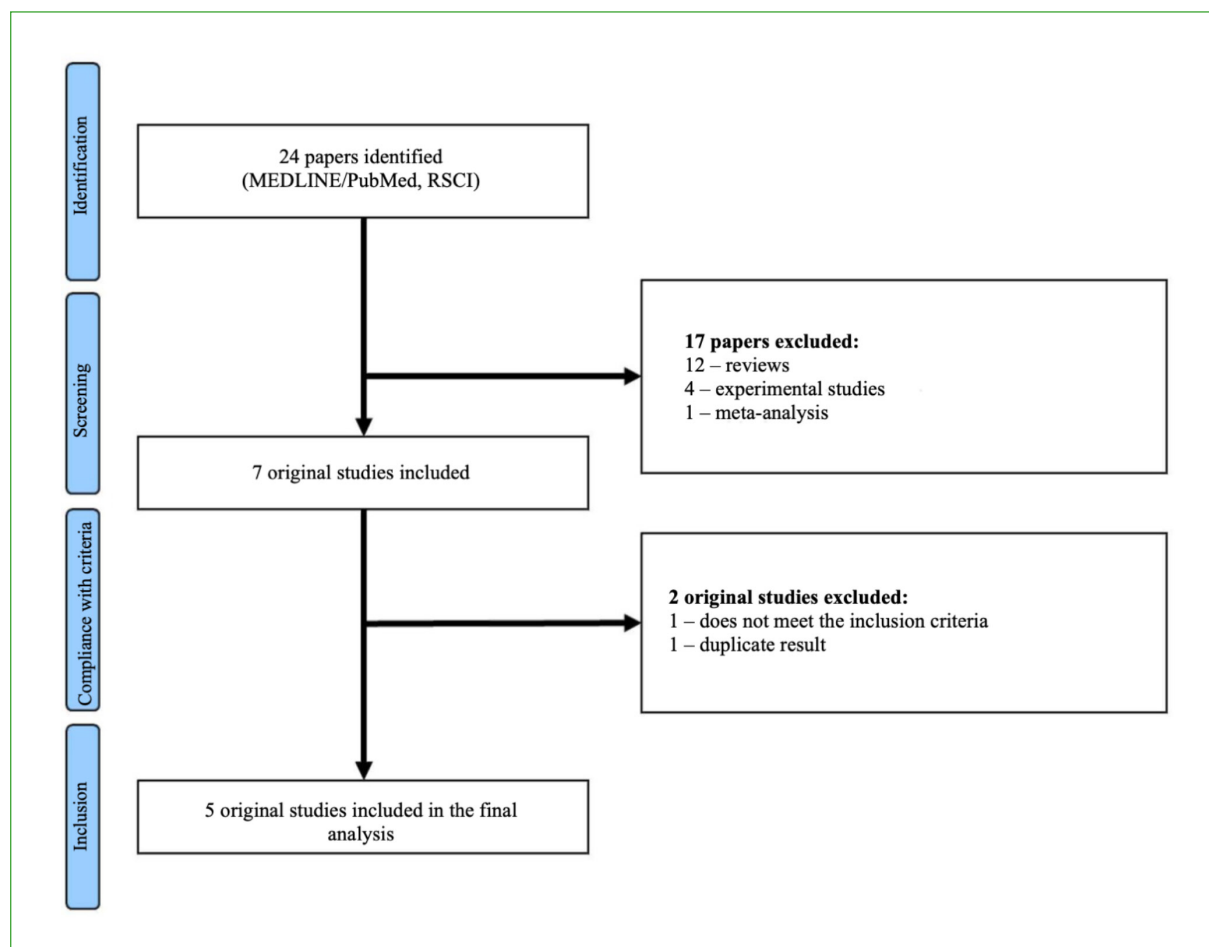 Identification
24 papers identified
(MEDLINE/PubMed, RSCI)
Screening
17 papers excluded:
12 – reviews
4 – experimental studies
1 – meta-analysis
7 original studies included
Compliance with criteria
2 original studies excluded:
1 – does not meet the inclusion criteria
1 – duplicate result
Inclusion
5 original studies included in the final
analysis